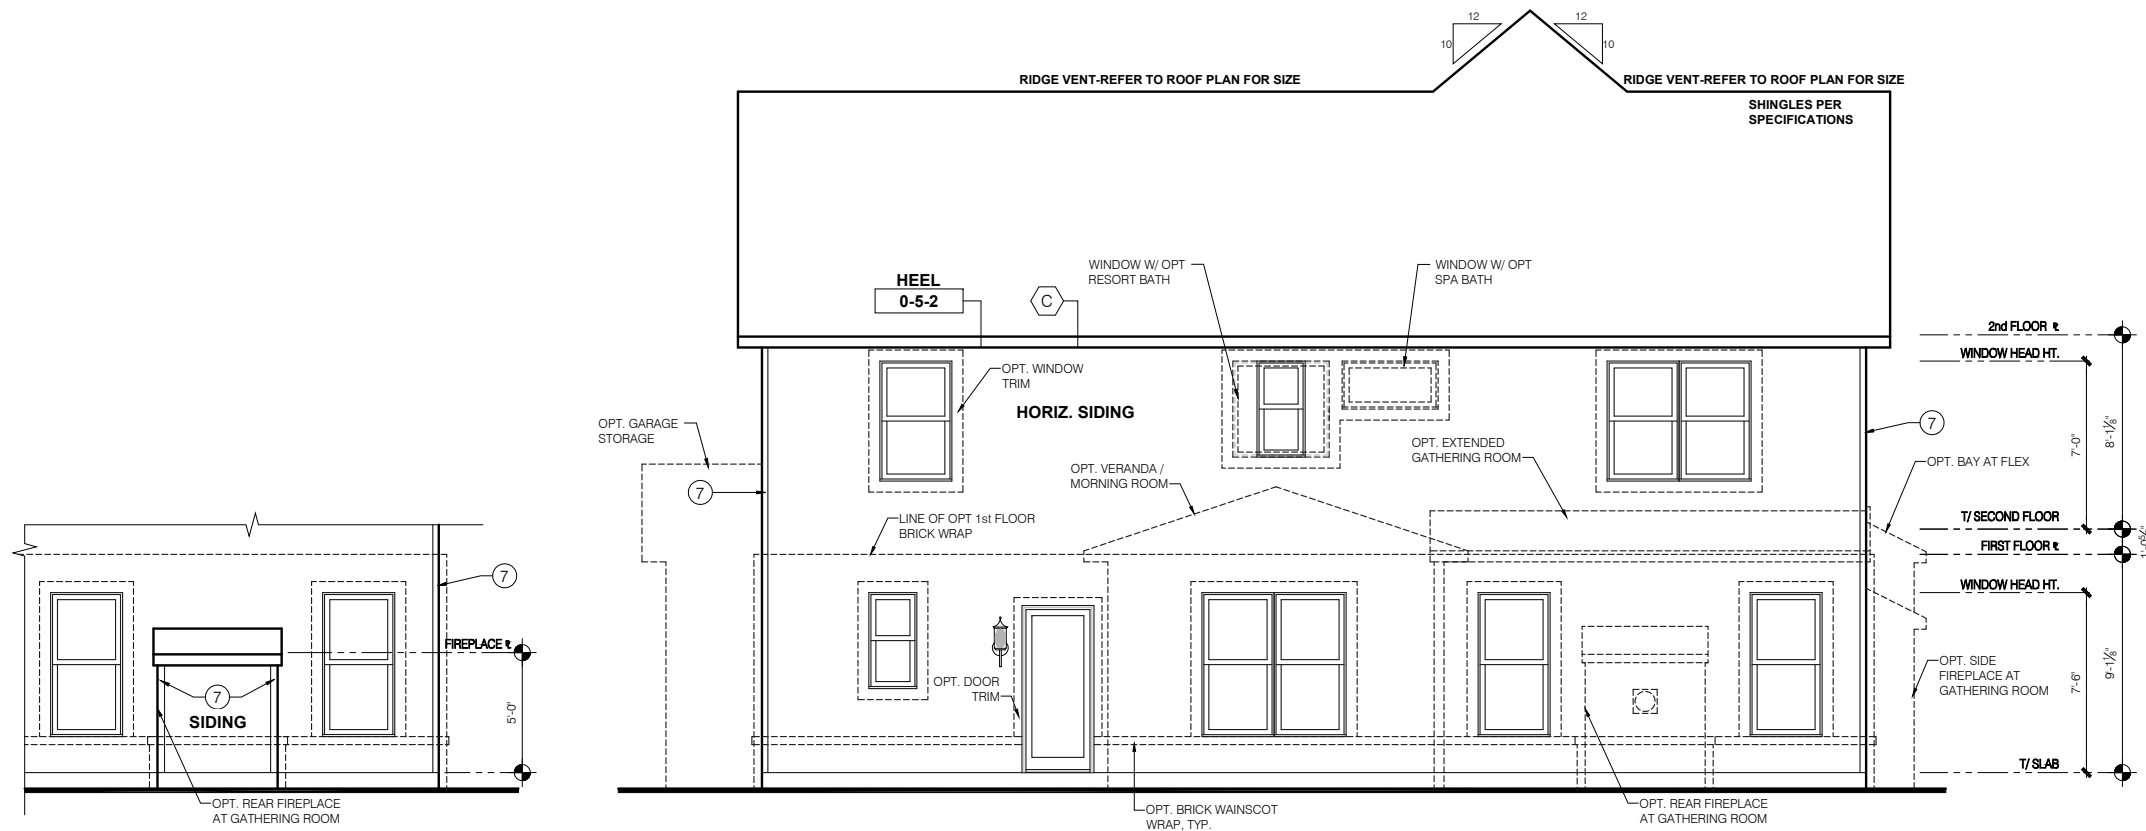 12
12
10
10
RIDGE VENT-REFER TO ROOF PLAN FOR SIZE
RIDGE VENT-REFER TO ROOF PLAN FOR SIZE
SHINGLES PER
SPECIFICATIONS
WINDOW W/ OPT
RESORT BATH
WINDOW W/ OPT
SPA BATH
HEEL
0-5-2
C
2nd FLOOR ℄
WINDOW HEAD HT.
OPT. WINDOW
TRIM
HORIZ. SIDING
OPT. GARAGE
STORAGE
7
OPT. EXTENDED
GATHERING ROOM
7'-0"
8'-1⅛"
OPT. VERANDA /
MORNING ROOM
OPT. BAY AT FLEX
7
LINE OF OPT 1st FLOOR
BRICK WRAP
T/ SECOND FLOOR
FIRST FLOOR ℄
1'-0¾"
7
WINDOW HEAD HT.
FIREPLACE ℄
OPT. SIDE
FIREPLACE AT
GATHERING ROOM
7'-6"
9'-1⅛"
7
SIDING
5'-0"
OPT. DOOR
TRIM
T/ SLAB
OPT. REAR FIREPLACE
AT GATHERING ROOM
OPT. BRICK WAINSCOT
WRAP, TYP.
OPT. REAR FIREPLACE
AT GATHERING ROOM